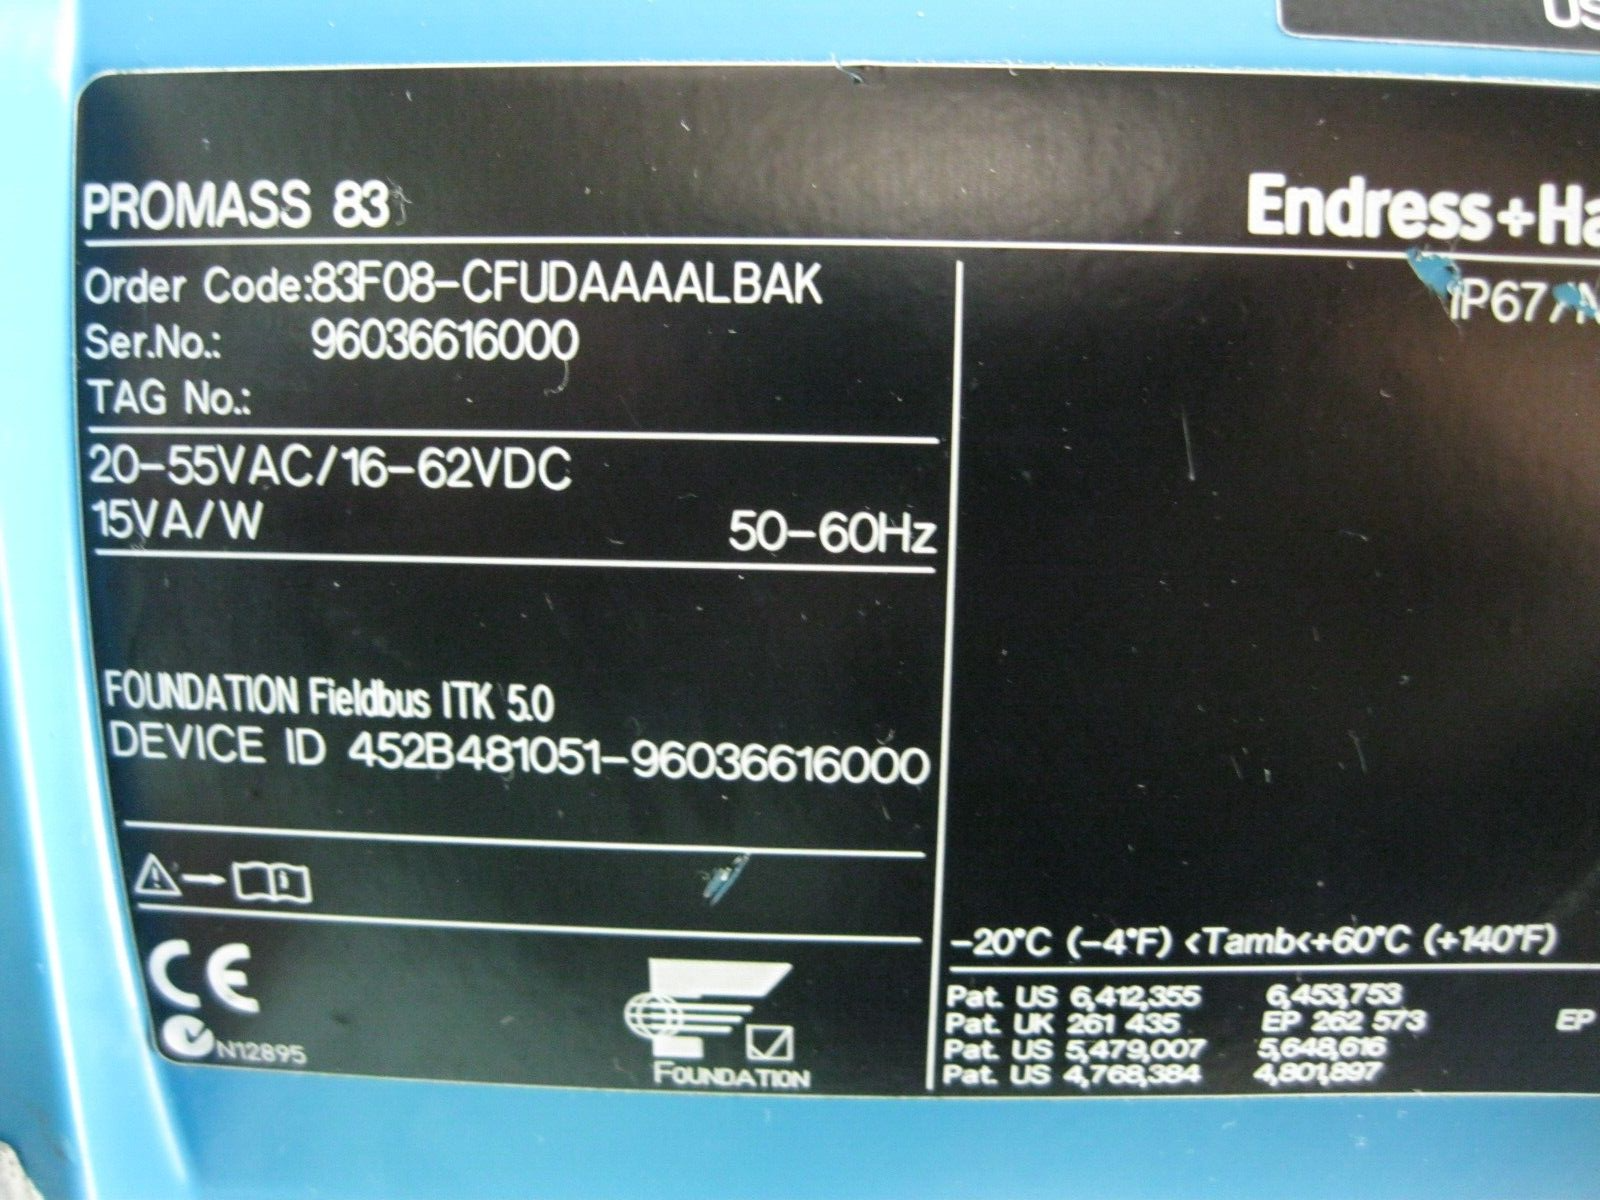 US
PROMASS 83
Endress+Ha
Order Code:83F08-CFUDAAAALBAK
IP67/N
Ser.No.: 96036616000
TAG No.:
20-55VAC/16-62VDC
15VA/W 50-60Hz
FOUNDATION Fieldbus ITK 5.0
DEVICE ID 452B481051-96036616000
-20°C (-4°F) <Tamb<+60°C (+140°F)
CE
Pat. US 6,412,355 6,453,753
Pat. UK 261 435 EP 262 573 EP
Pat. US 5,479,007 5,648,616
Pat. US 4,768,384 4,801,897
N12895
FOUNDATION